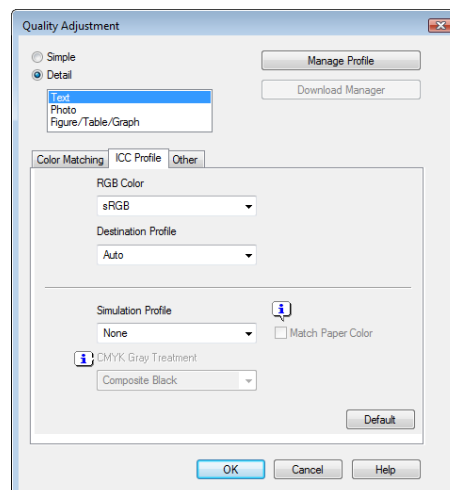 Quality Adjustment
Simple
Manage Profile
Detail
Download Manager
Text
Photo
Figure/Table/Graph
Color Matching ICC Profile Other
RGB Color
sRGB
Destination Profile
Auto
Simulation Profile
None
Match Paper Color
CMYK Gray Treatment
Composite Black
Default
OK Cancel Help